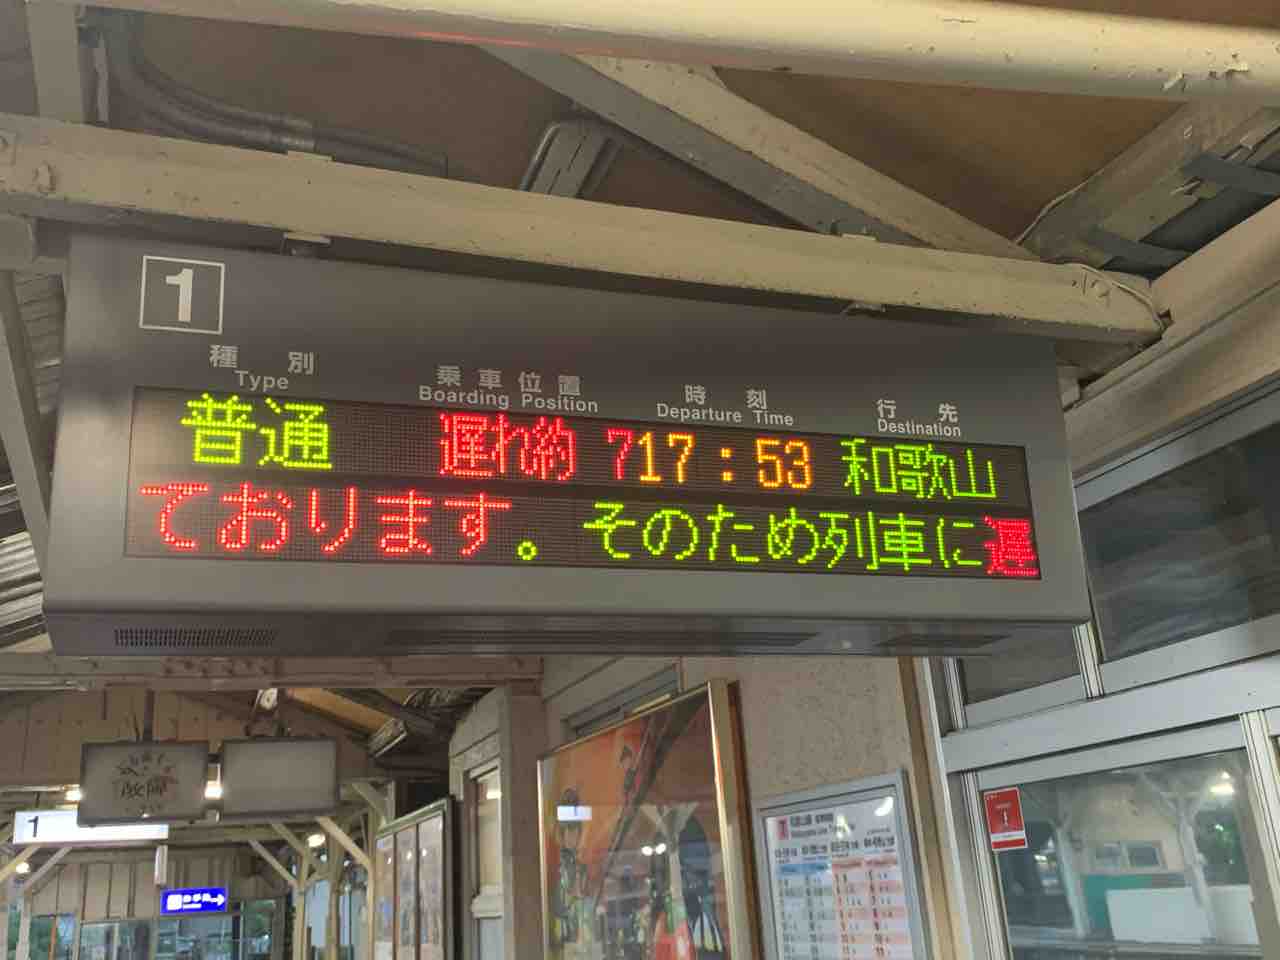 1
種別 乗車位置 時刻 行先
Type Boarding Position Departure Time Destination
普通 遅れ約 7 17:53 和歌山
ております。そのため列車に遅
1